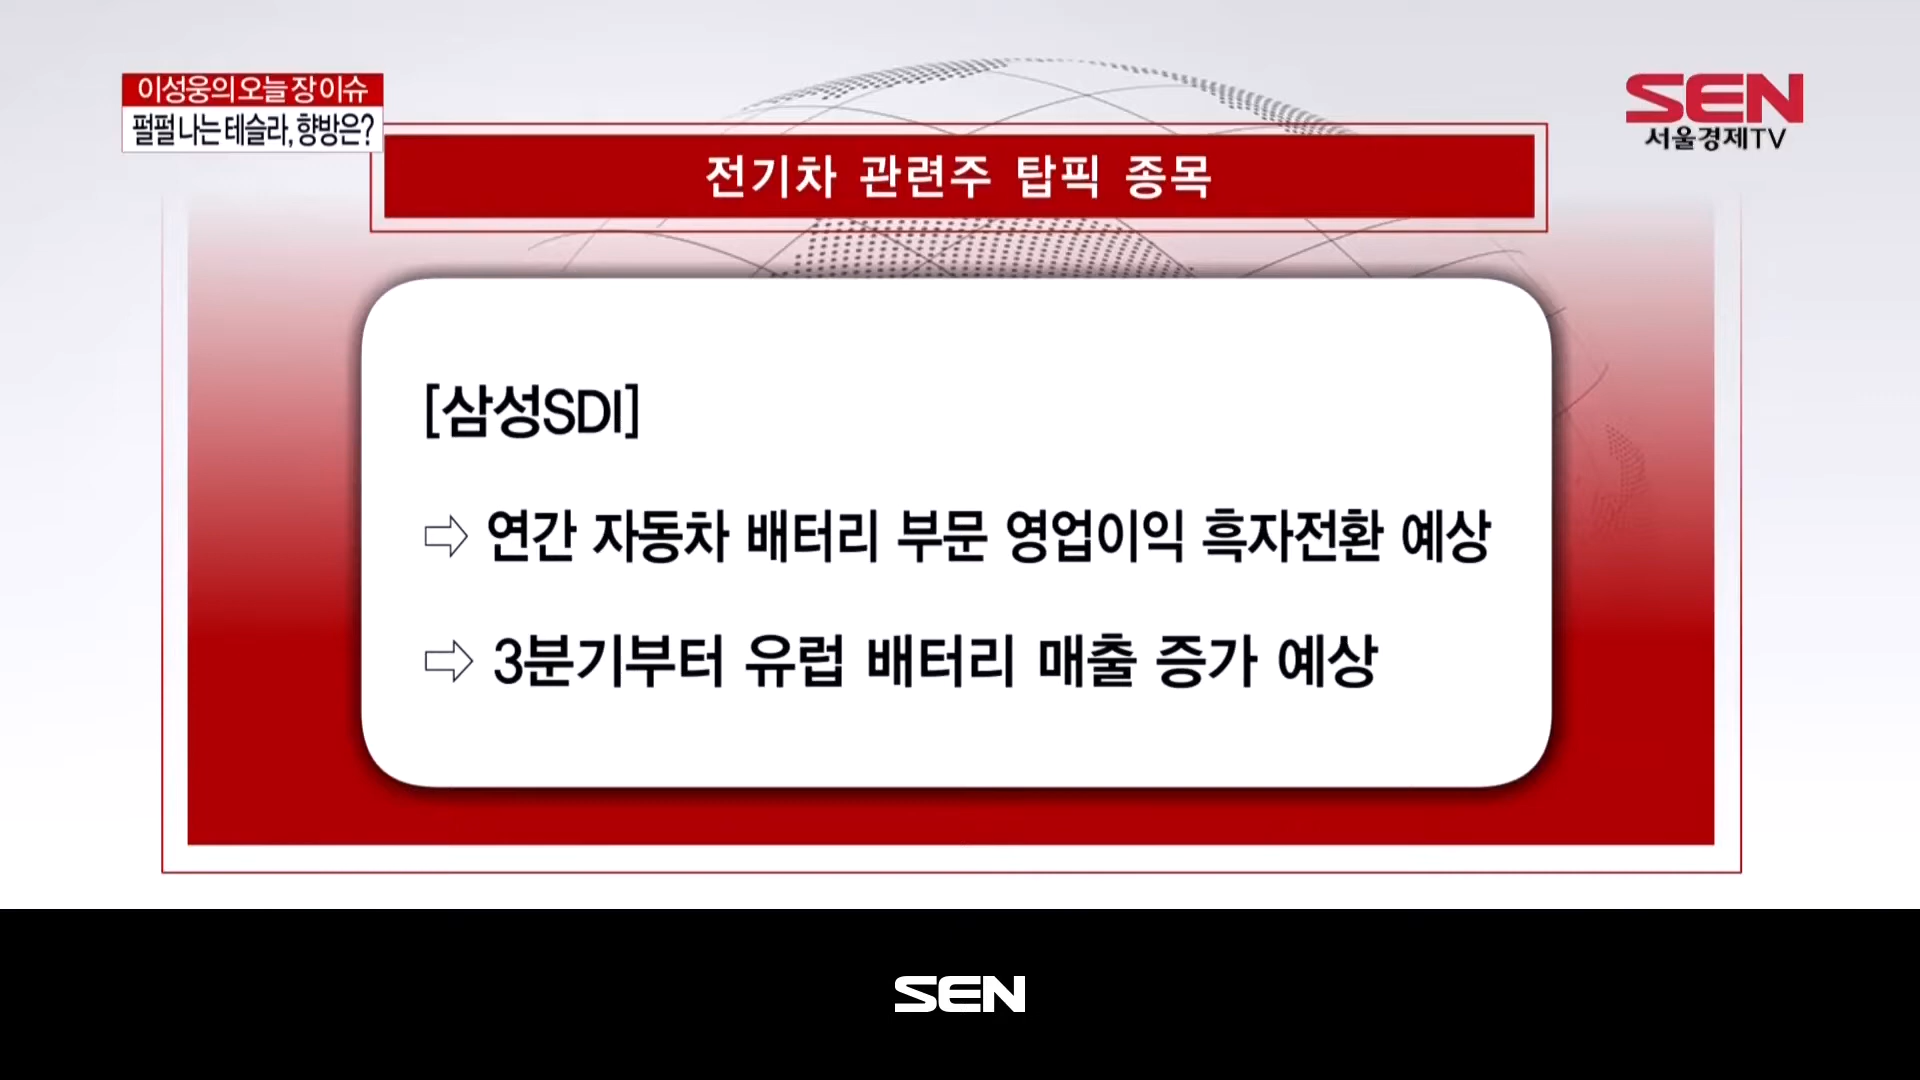 이성웅의 오늘 장 이슈
펄펄 나는 테슬라, 향방은?
SEN
서울경제TV
전기차 관련주 탑픽 종목
[삼성SDI]
⇨ 연간 자동차 배터리 부문 영업이익 흑자전환 예상
⇨ 3분기부터 유럽 배터리 매출 증가 예상
SEN